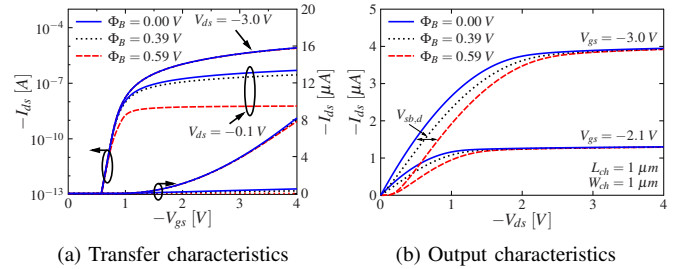 Φ_B = 0.00 V
Φ_B = 0.39 V
Φ_B = 0.59 V
V_ds = −3.0 V
V_ds = −0.1 V
10⁻⁴
10⁻⁷
10⁻¹⁰
10⁻¹³
−I_ds [A]
20
16
12
8
4
0
−I_ds [μA]
0 1 2 3 4
−V_gs [V]
(a) Transfer characteristics
Φ_B = 0.00 V
Φ_B = 0.39 V
Φ_B = 0.59 V
V_gs = −3.0 V
V_sb,d
V_gs = −2.1 V
L_ch = 1 μm
W_ch = 1 μm
5
4
3
2
1
0
−I_ds [μA]
0 1 2 3 4
−V_ds [V]
(b) Output characteristics